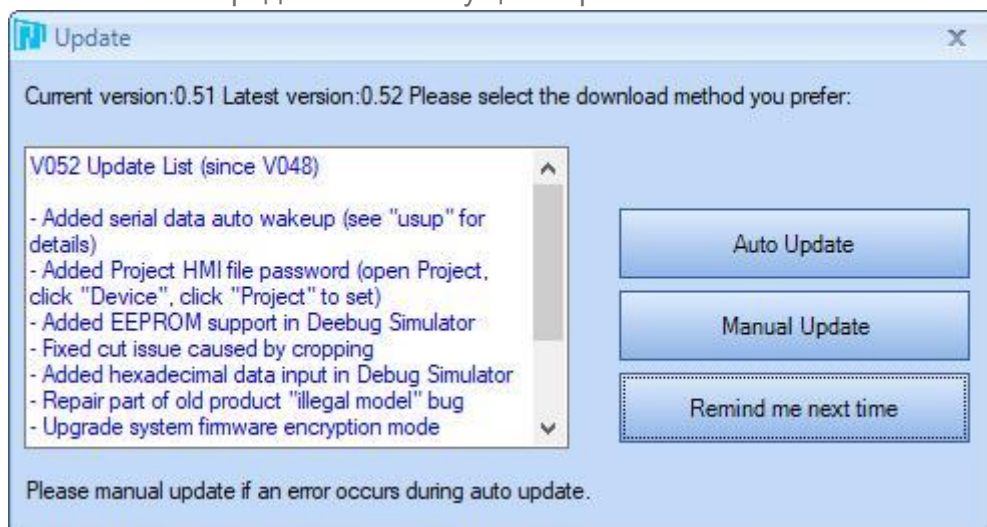 Update
Current version:0.51 Latest version:0.52 Please select the download method you prefer:
V052 Update List (since V048)
- Added serial data auto wakeup (see "usup" for
details)
- Added Project HMI file password (open Project,
click "Device", click "Project" to set)
- Added EEPROM support in Deebug Simulator
- Fixed cut issue caused by cropping
- Added hexadecimal data input in Debug Simulator
- Repair part of old product "illegal model" bug
- Upgrade system firmware encryption mode
Auto Update
Manual Update
Remind me next time
Please manual update if an error occurs during auto update.